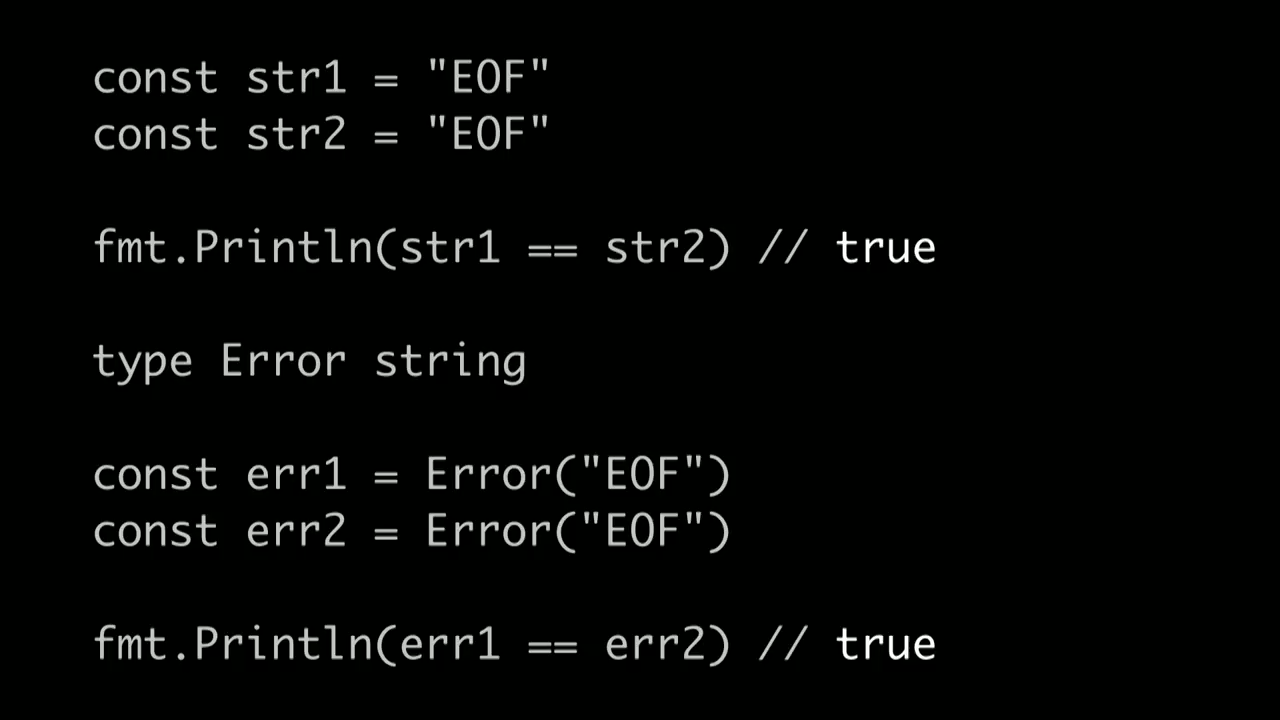 const str1 = "EOF"
const str2 = "EOF"
fmt.Println(str1 == str2) // true
type Error string
const err1 = Error("EOF")
const err2 = Error("EOF")
fmt.Println(err1 == err2) // true